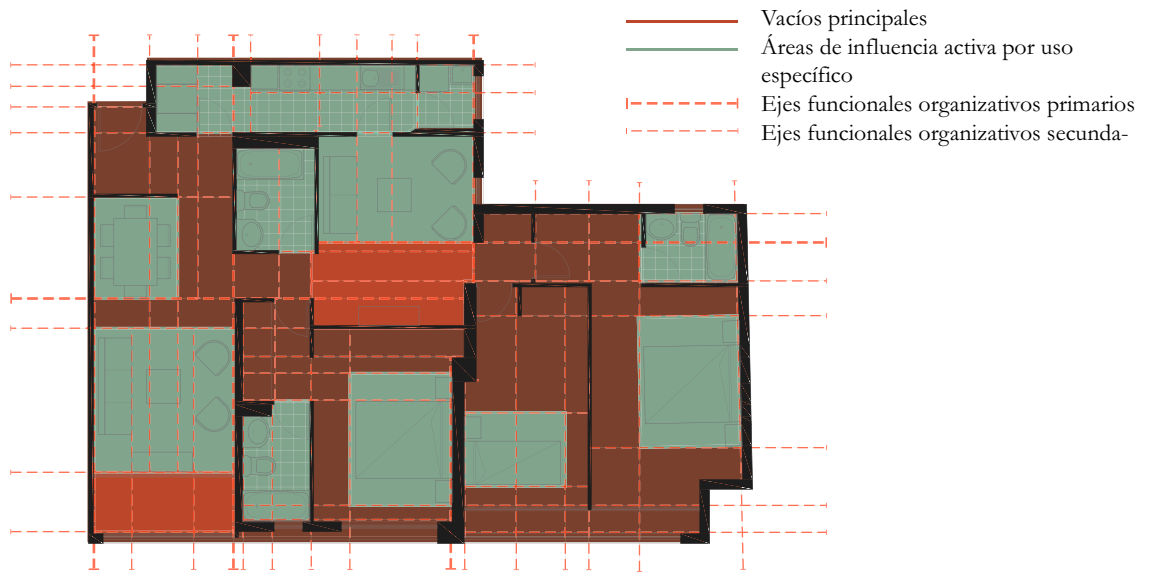 Vacíos principales
Áreas de influencia activa por uso
específico
Ejes funcionales organizativos primarios
Ejes funcionales organizativos secunda-